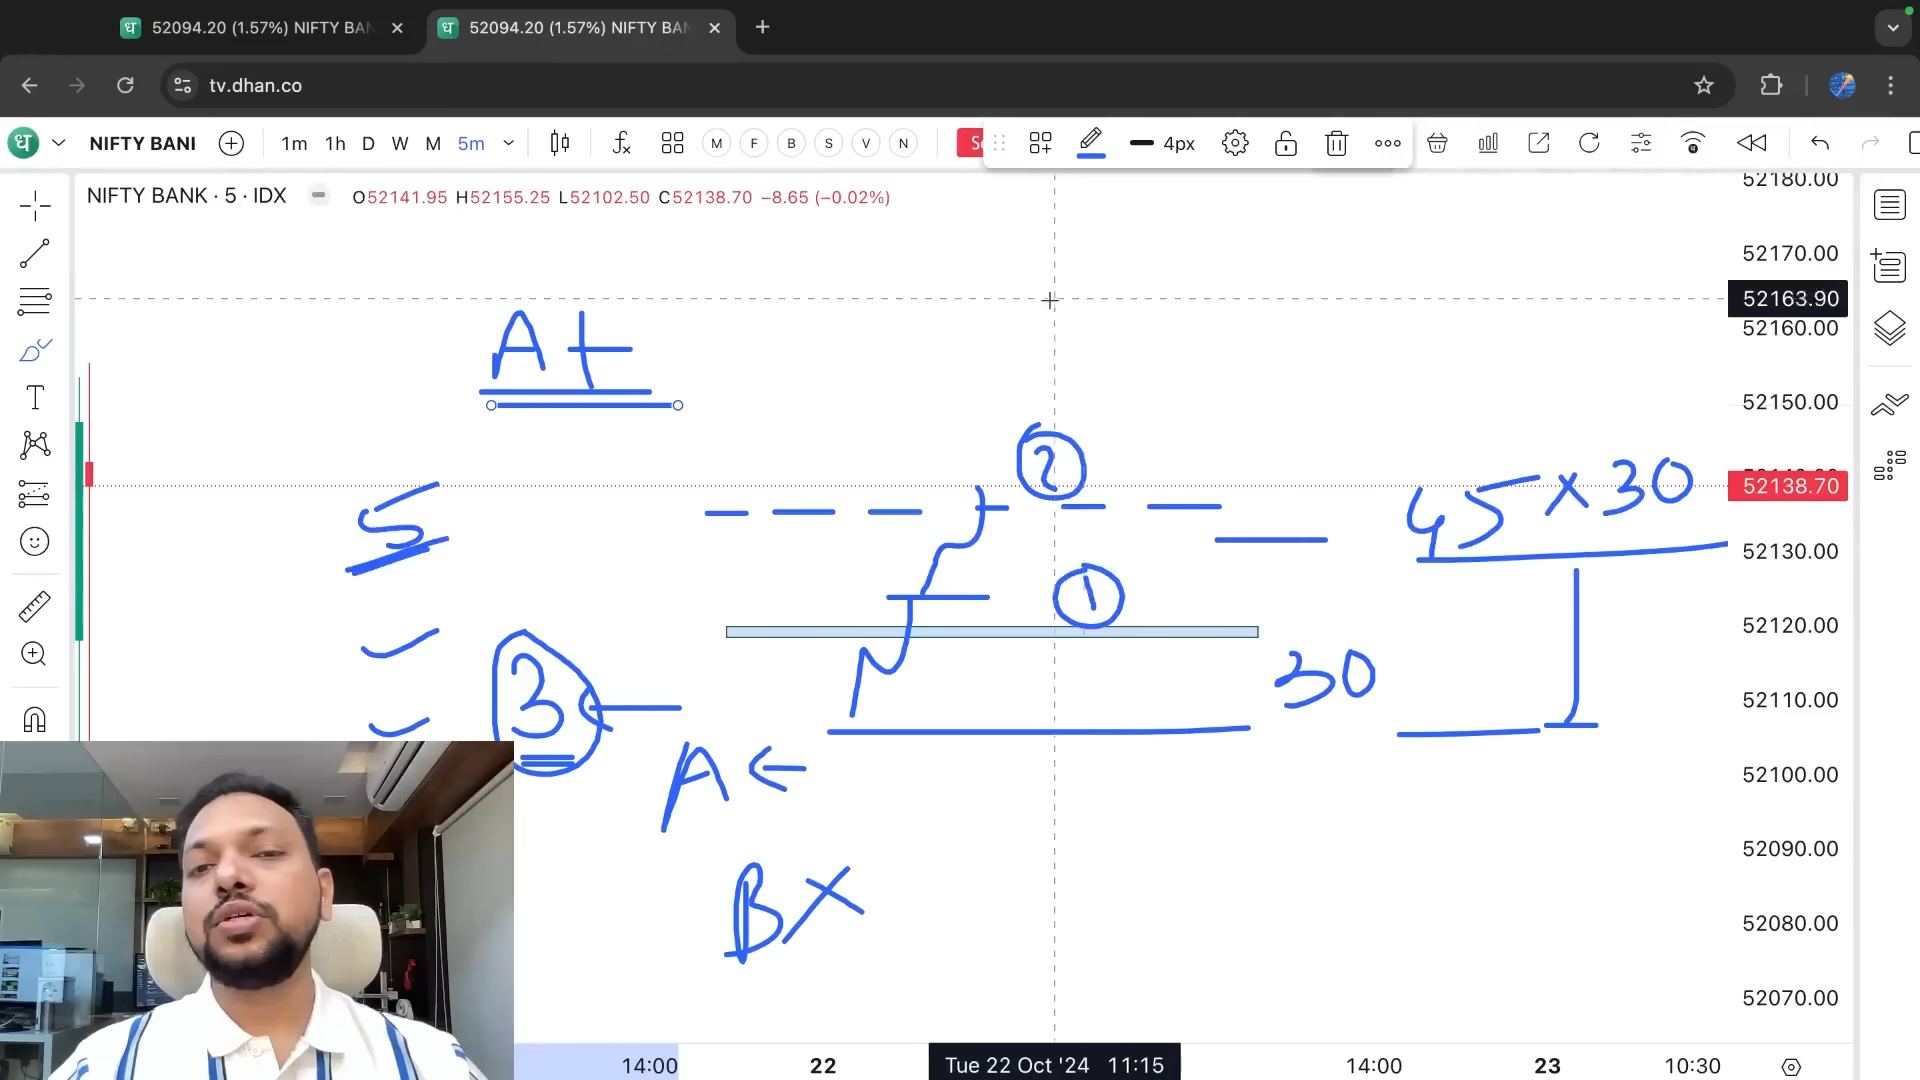 52094.20 (1.57%) NIFTY BAN
52094.20 (1.57%) NIFTY BAN
tv.dhan.co
ध NIFTY BANI 1m 1h D W M 5m M F B S V N 4px
NIFTY BANK · 5 · IDX O52141.95 H52155.25 L52102.50 C52138.70 −8.65 (−0.02%)
52180.00
52170.00
52163.90
52160.00
52150.00
52138.70
52130.00
52120.00
52110.00
52100.00
52090.00
52080.00
52070.00
A+
2
5
45 x 30
1
3
30
A
B x
14:00 22 Tue 22 Oct '24 11:15 14:00 23 10:30